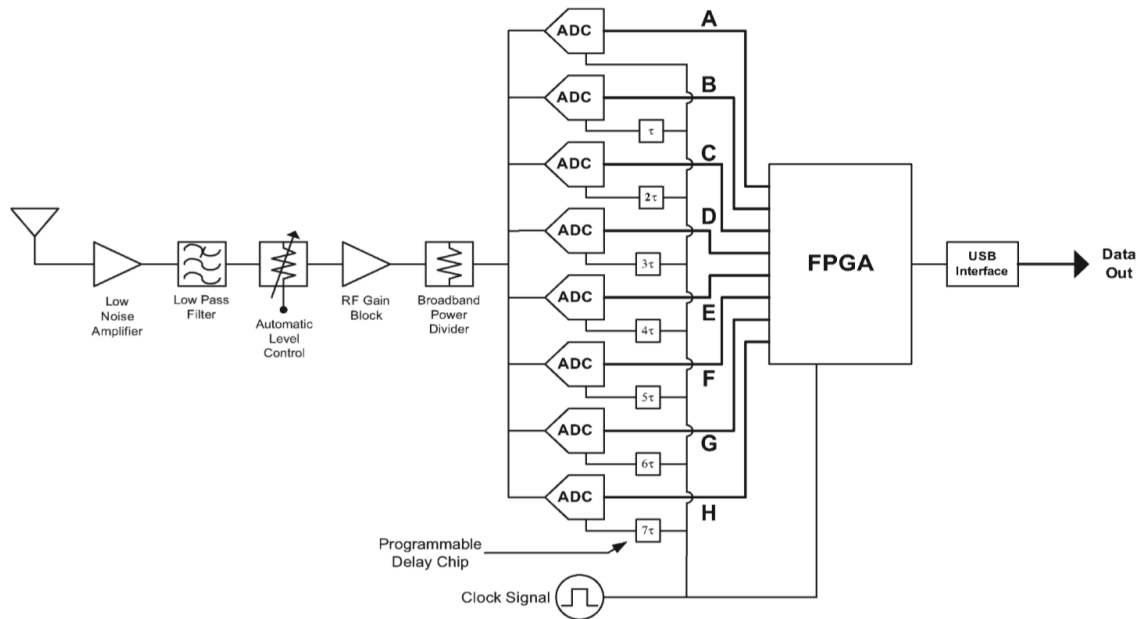 A
ADC
B
ADC
τ
C
ADC
2τ
D
ADC
3τ
ADC
E
4τ
ADC
F
5τ
ADC
G
6τ
ADC
H
7τ
Low
Noise
Amplifier
Low Pass
Filter
Automatic
Level
Control
RF Gain
Block
Broadband
Power
Divider
FPGA
USB
Interface
Data
Out
Programmable
Delay Chip
Clock Signal